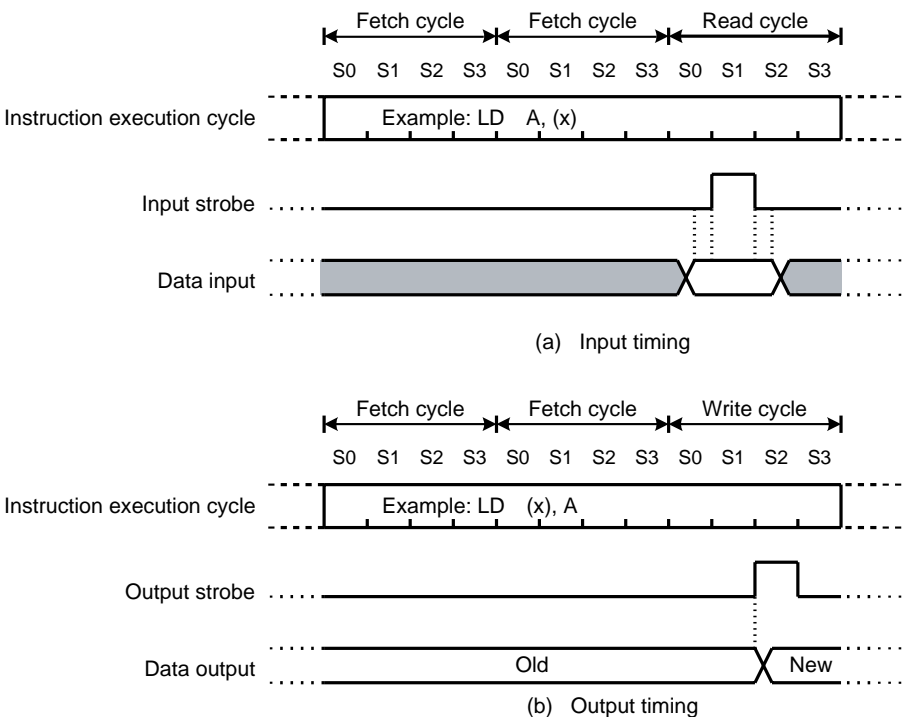 Fetch cycle Fetch cycle Read cycle
S0 S1 S2 S3 S0 S1 S2 S3 S0 S1 S2 S3
Instruction execution cycle Example: LD A, (x)
Input strobe
Data input
(a) Input timing
Fetch cycle Fetch cycle Write cycle
S0 S1 S2 S3 S0 S1 S2 S3 S0 S1 S2 S3
Instruction execution cycle Example: LD (x), A
Output strobe
Data output Old New
(b) Output timing